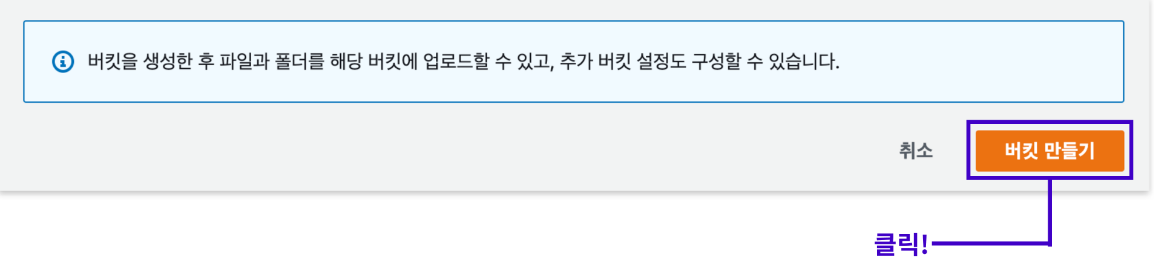 버킷을 생성한 후 파일과 폴더를 해당 버킷에 업로드할 수 있고, 추가 버킷 설정도 구성할 수 있습니다.
취소 버킷 만들기
클릭!